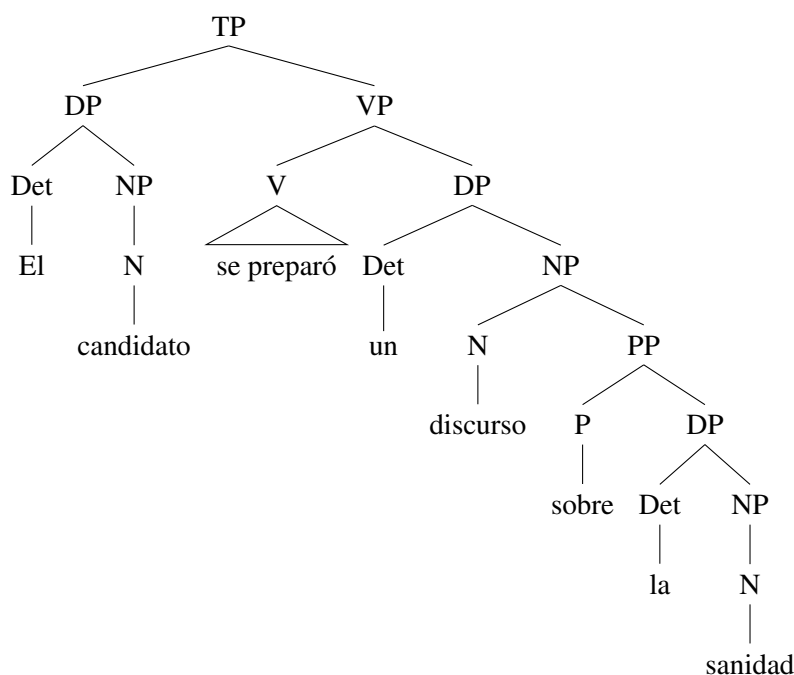 TP
DP VP
Det NP V DP
El N se preparó Det NP
candidato un N PP
discurso P DP
sobre Det NP
la N
sanidad